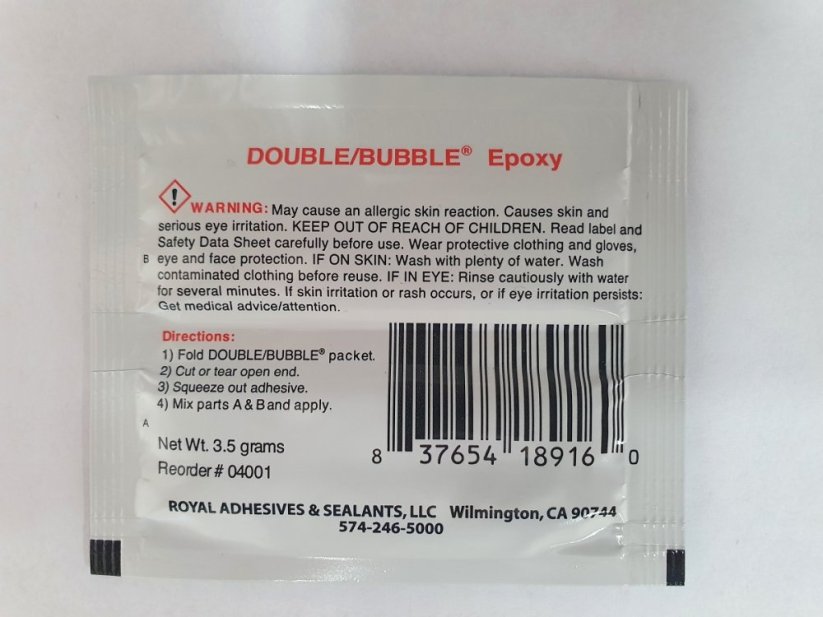 DOUBLE/BUBBLE® Epoxy
! WARNING: May cause an allergic skin reaction. Causes skin and
serious eye irritation. KEEP OUT OF REACH OF CHILDREN. Read label and
Safety Data Sheet carefully before use. Wear protective clothing and gloves,
B eye and face protection. IF ON SKIN: Wash with plenty of water. Wash
contaminated clothing before reuse. IF IN EYE: Rinse cautiously with water
for several minutes. If skin irritation or rash occurs, or if eye irritation persists:
Get medical advice/attention.
Directions:
1) Fold DOUBLE/BUBBLE® packet.
2) Cut or tear open end.
3) Squeeze out adhesive.
4) Mix parts A & B and apply.
A
Net Wt. 3.5 grams
Reorder # 04001
8 37654 18916 0
ROYAL ADHESIVES & SEALANTS, LLC Wilmington, CA 90744
574-246-5000